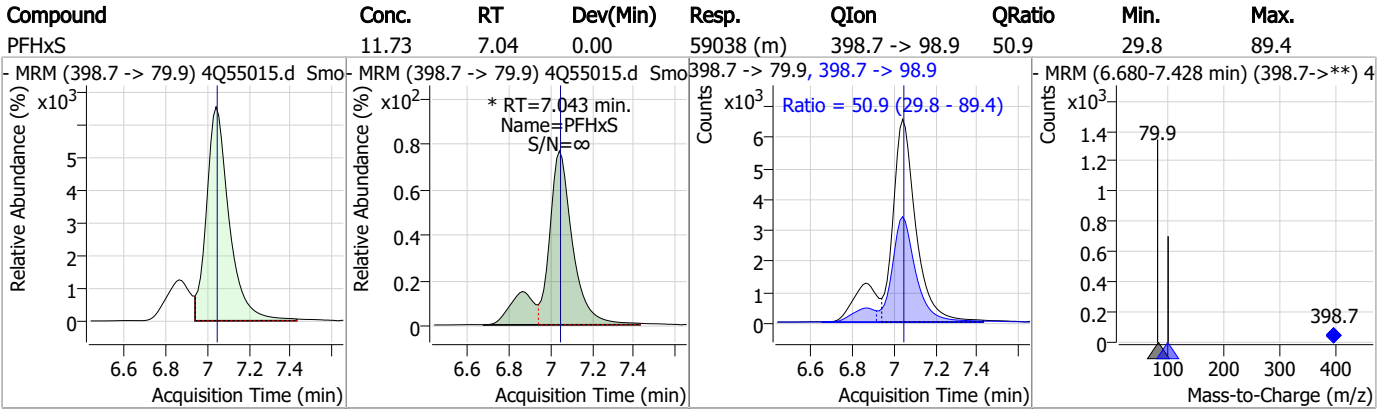 Compound Conc. RT Dev(Min) Resp. QIon QRatio Min. Max.
PFHxS 11.73 7.04 0.00 59038 (m) 398.7 -> 98.9 50.9 29.8 89.4
- MRM (398.7 -> 79.9) 4Q55015.d Smo
x10³
Relative Abundance (%)
5
4
3
2
1
0
6.6 6.8 7 7.2 7.4
Acquisition Time (min)
- MRM (398.7 -> 79.9) 4Q55015.d Smo
x10²
* RT=7.043 min.
Name=PFHxS
S/N=∞
Relative Abundance (%)
0.8
0.6
0.4
0.2
0
6.6 6.8 7 7.2 7.4
Acquisition Time (min)
398.7 -> 79.9, 398.7 -> 98.9
x10³
Ratio = 50.9 (29.8 - 89.4)
Counts
6
5
4
3
2
1
0
6.6 6.8 7 7.2 7.4
Acquisition Time (min)
- MRM (6.680-7.428 min) (398.7->**) 4
x10³
Counts
1.4
1.2
1
0.8
0.6
0.4
0.2
0
79.9
398.7
100 200 300 400
Mass-to-Charge (m/z)